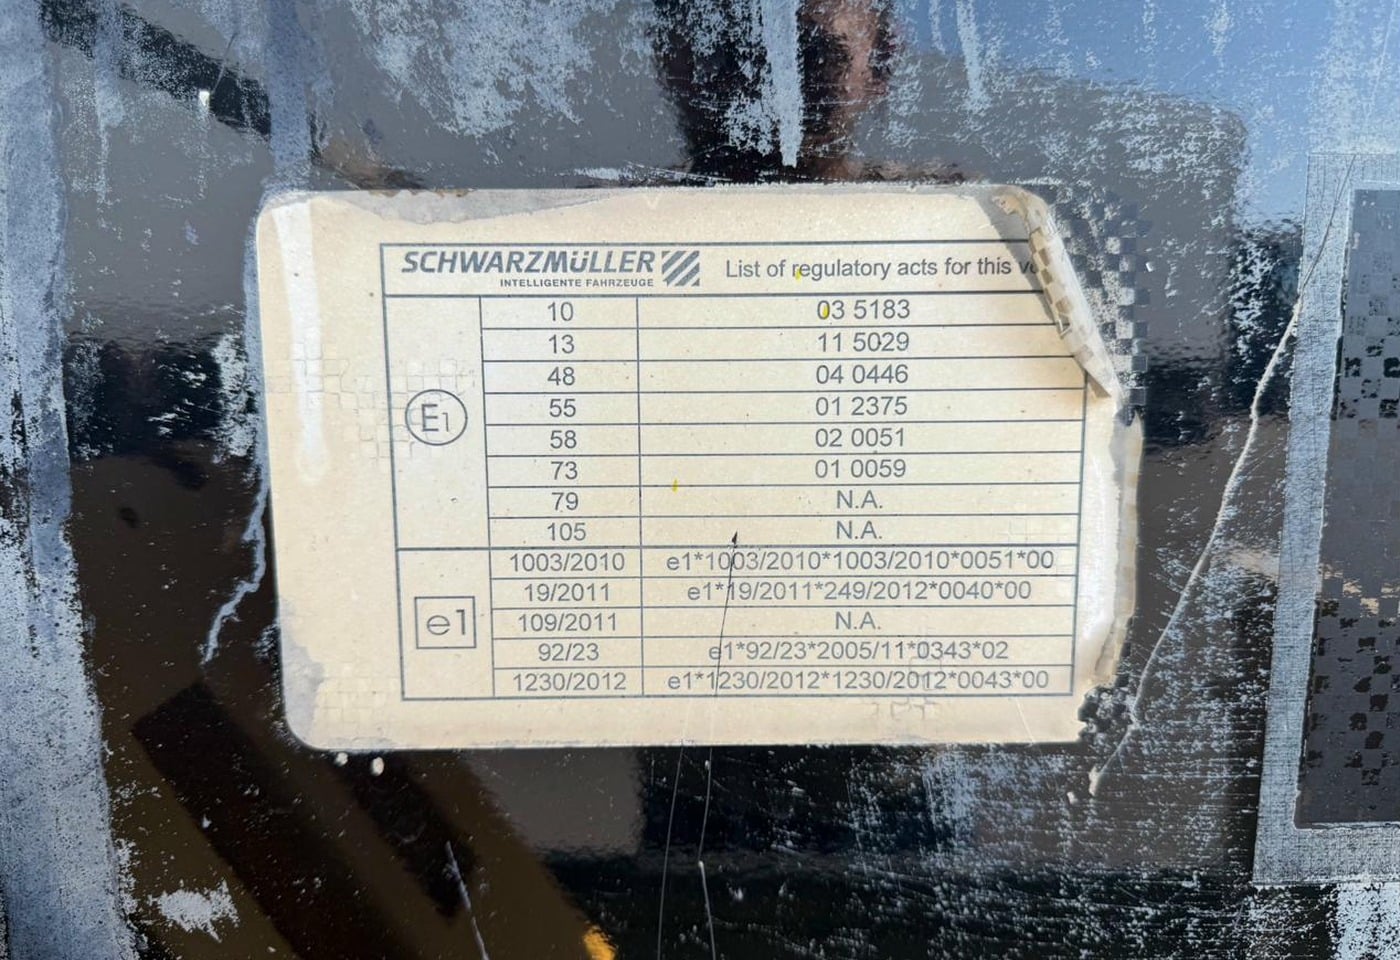 SCHWARZMÜLLER
INTELLIGENTE FAHRZEUGE
List of regulatory acts for this
E1
10 03 5183
13 11 5029
48 04 0446
55 01 2375
58 02 0051
73 01 0059
79 N.A.
105 N.A.
e1
1003/2010 e1*1003/2010*1003/2010*0051*00
19/2011 e1*19/2011*249/2012*0040*00
109/2011 N.A.
92/23 e1*92/23*2005/11*0343*02
1230/2012 e1*1230/2012*1230/2012*0043*00